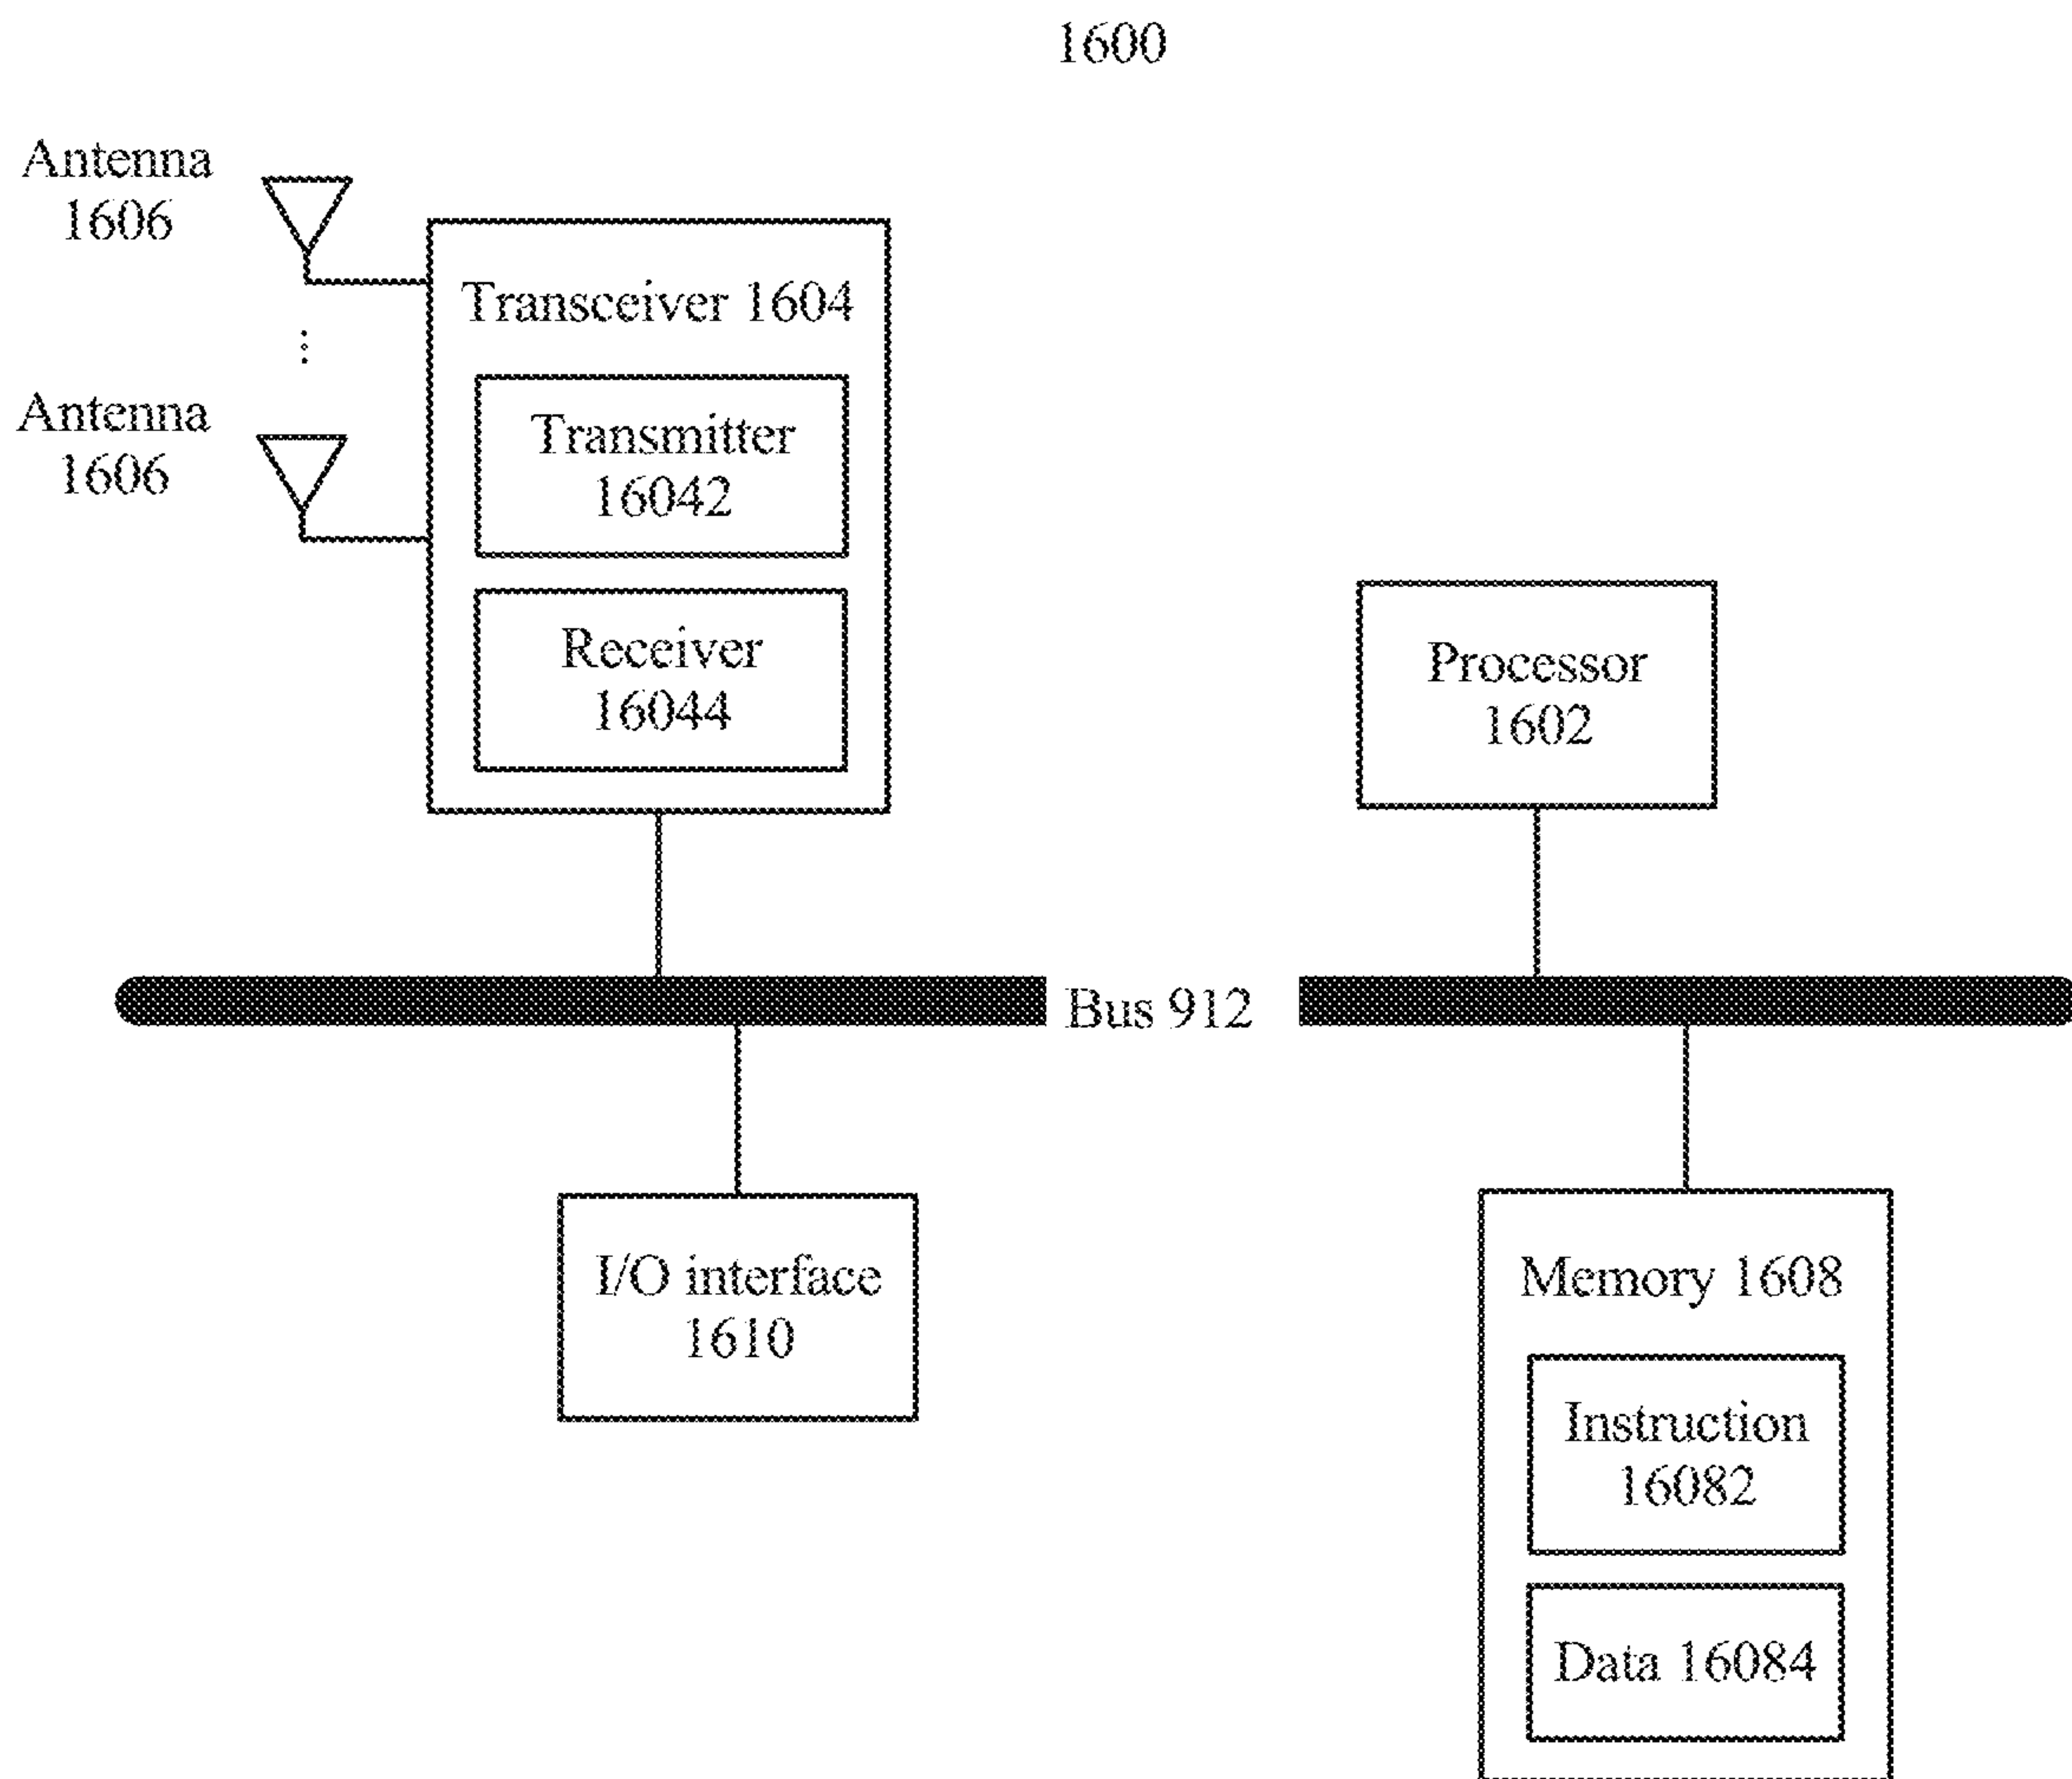 1600
Antenna
1606
Transceiver 1604
⋮
Antenna
1606
Transmitter
16042
Receiver
16044
Processor
1602
Bus 912
I/O interface
1610
Memory 1608
Instruction
16082
Data 16084